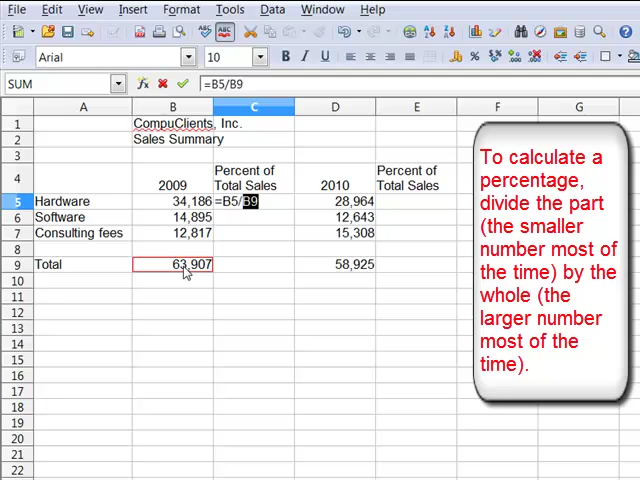 File Edit View Insert Format Tools Data Window Help
Arial 10 B I U
SUM =B5/B9
A B C D E F G
1 CompuClients, Inc.
2 Sales Summary
3
Percent of Percent of
4 2009 Total Sales 2010 Total Sales
5 Hardware 34,186 =B5/B9 28,964
6 Software 14,895 12,643
7 Consulting fees 12,817 15,308
8
9 Total 63,907 58,925
10
11
12
13
14
15
16
17
18
19
20
21
22
To calculate a
percentage,
divide the part
(the smaller
number most of
the time) by the
whole (the
larger number
most of the
time).